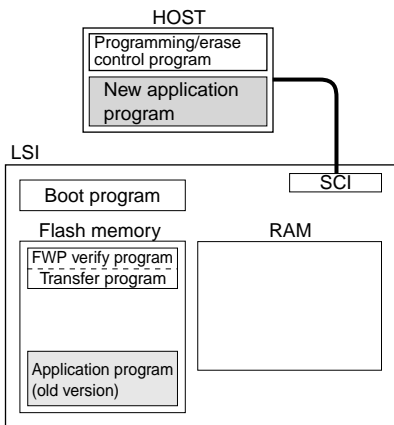 HOST
Programming/erase
control program
New application
program
LSI
SCI
Boot program
Flash memory
RAM
FWP verify program
Transfer program
Application program
(old version)